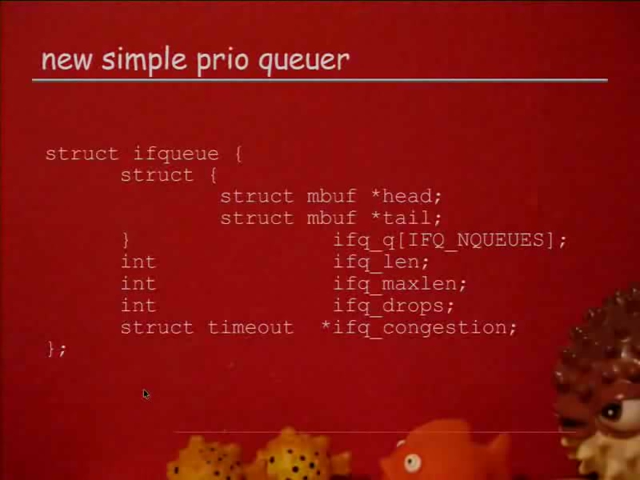 new simple prio queuer
struct ifqueue {
struct {
struct mbuf *head;
struct mbuf *tail;
} ifq_q[IFQ_NQUEUES];
int ifq_len;
int ifq_maxlen;
int ifq_drops;
struct timeout *ifq_congestion;
};